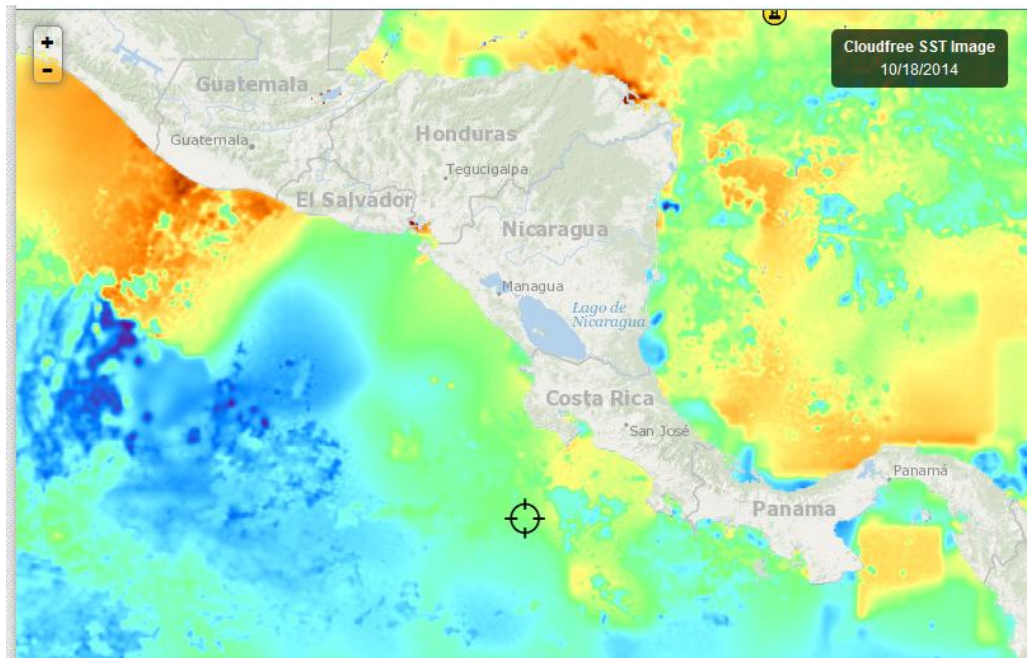 +
Cloudfree SST Image
-
10/18/2014
Guatemala
Guatemala
Honduras
Tegucigalpa
El Salvador
Nicaragua
Managua
Lago de
Nicaragua
Costa Rica
San José
Panamá
Panama